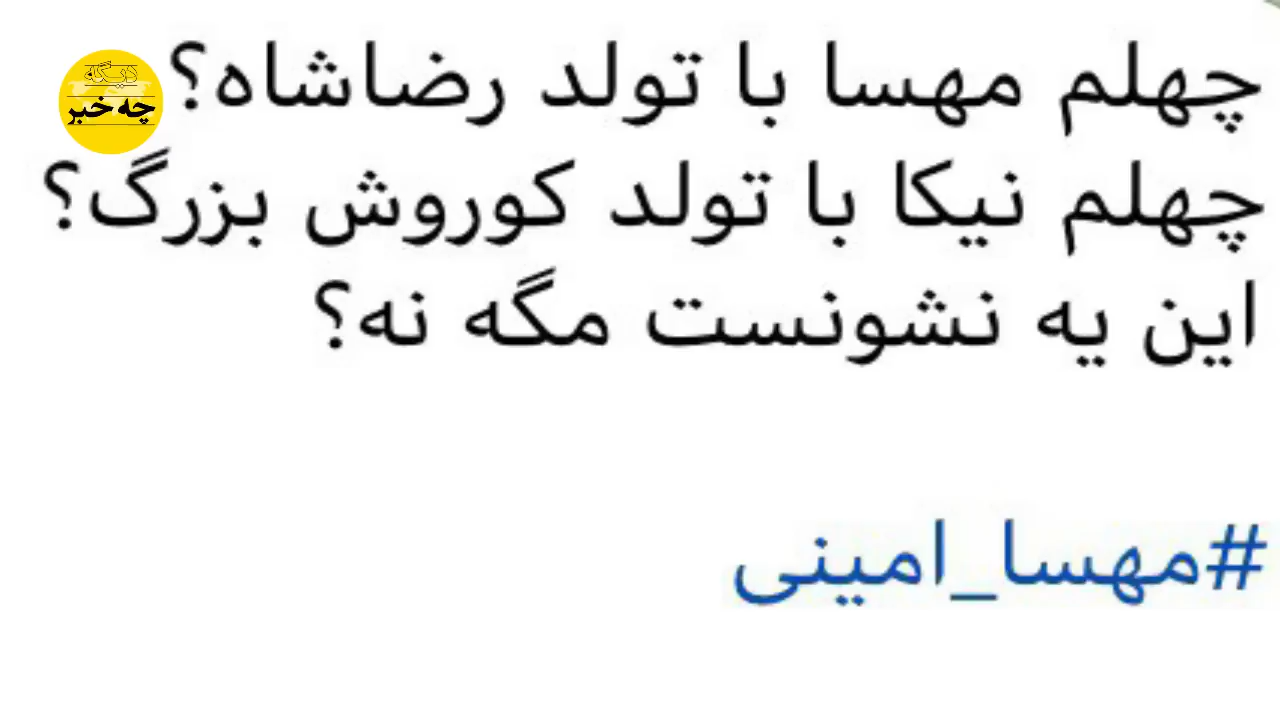 دیگه
چه خبر
چهلم مهسا با تولد رضاشاه؟
چهلم نیکا با تولد کوروش بزرگ؟
این یه نشونست مگه نه؟
#مهسا_امینی